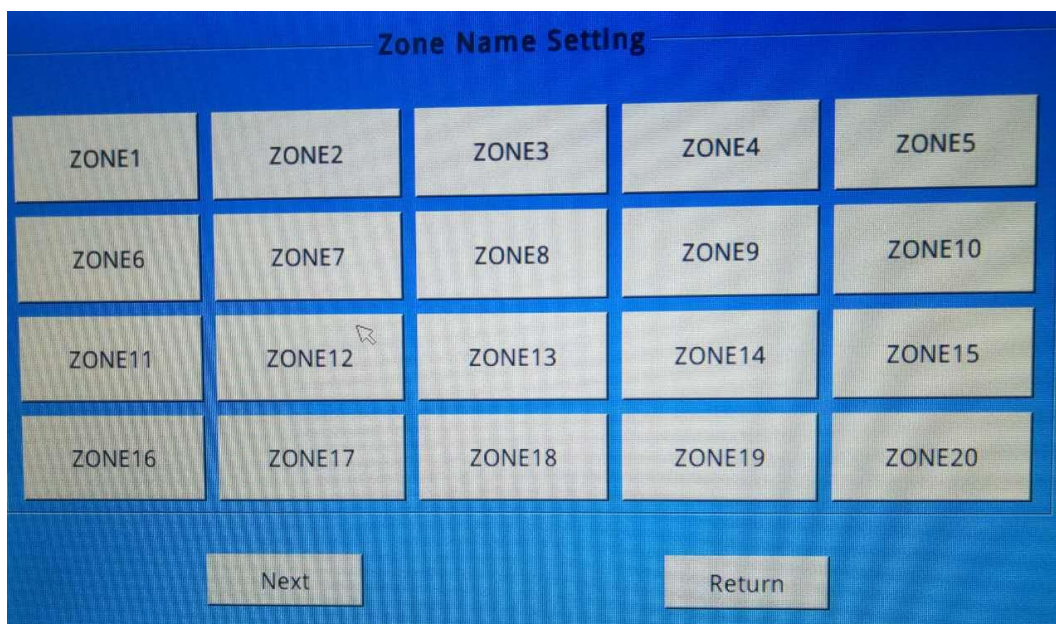 Zone Name Setting
ZONE1 ZONE2 ZONE3 ZONE4 ZONE5
ZONE6 ZONE7 ZONE8 ZONE9 ZONE10
ZONE11 ZONE12 ZONE13 ZONE14 ZONE15
ZONE16 ZONE17 ZONE18 ZONE19 ZONE20
Next Return